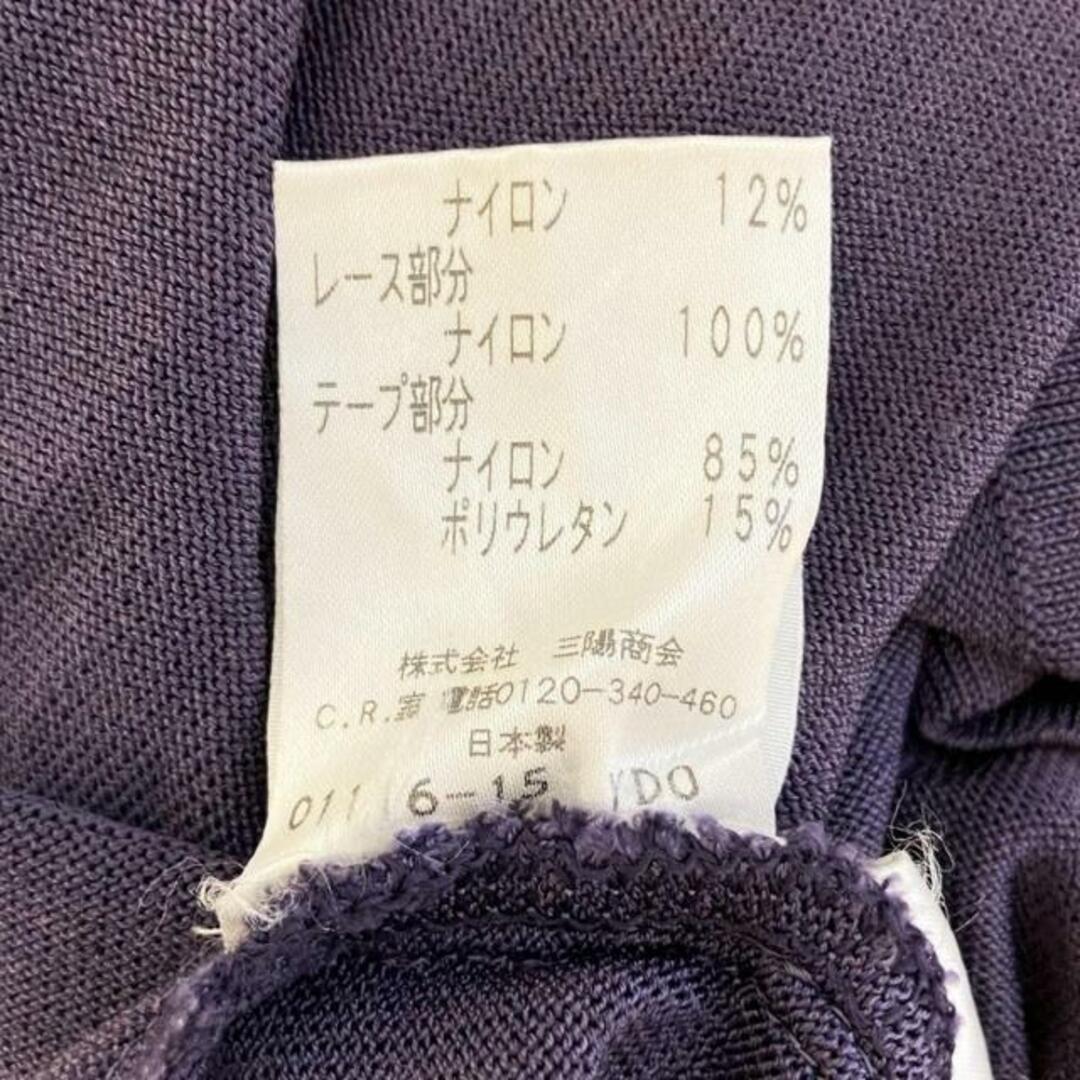 ナイロン 12%
レース部分
ナイロン 100%
テープ部分
ナイロン 85%
ポリウレタン 15%
株式会社 三陽商会
C.R.室 電話0120-340-460
日本製
011 6-15 YDO